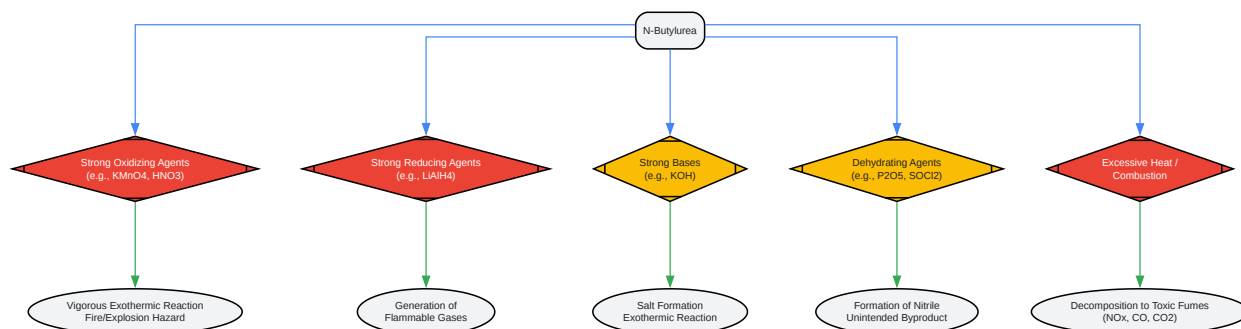 N-Butylurea
Strong Oxidizing Agents
(e.g., KMnO4, HNO3)
Strong Reducing Agents
(e.g., LiAlH4)
Strong Bases
(e.g., KOH)
Dehydrating Agents
(e.g., P2O5, SOCl2)
Excessive Heat /
Combustion
Vigorous Exothermic Reaction
Fire/Explosion Hazard
Generation of
Flammable Gases
Salt Formation
Exothermic Reaction
Formation of Nitrile
Unintended Byproduct
Decomposition to Toxic Fumes
(NOx, CO, CO2)